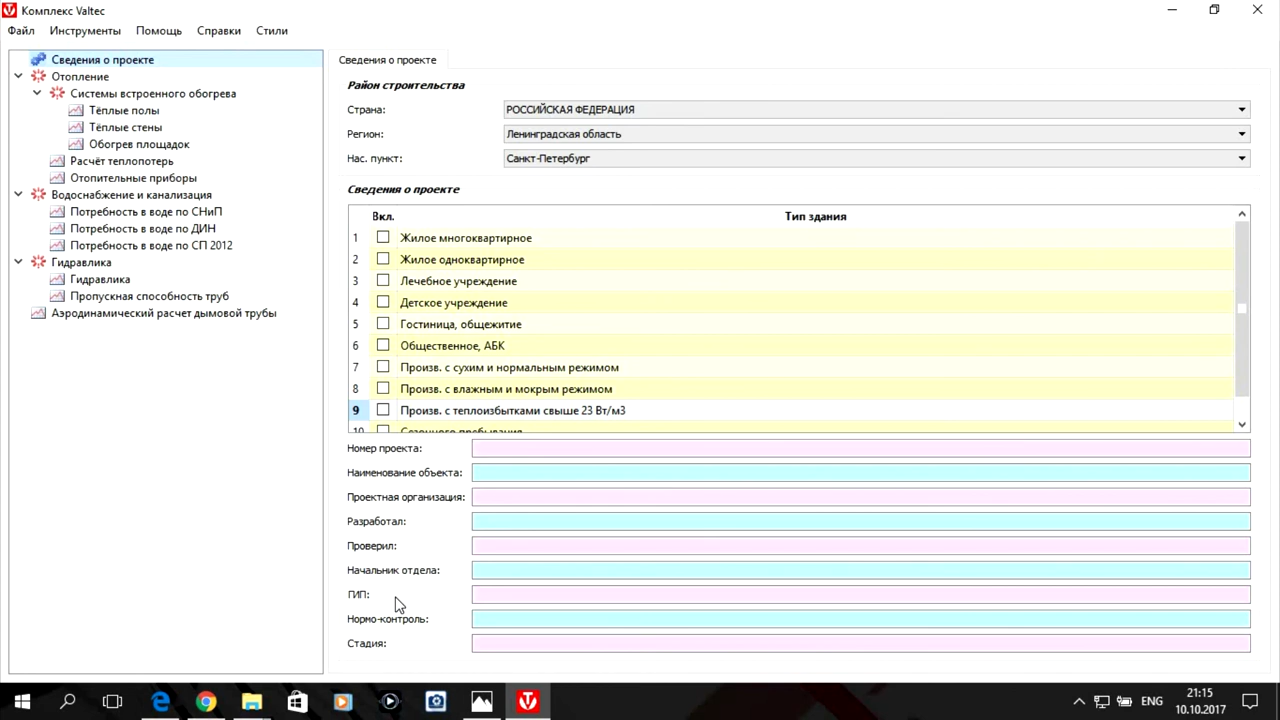 Комплекс Valtec
Файл Инструменты Помощь Справки Стили
Сведения о проекте
Отопление
Системы встроенного обогрева
Тёплые полы
Тёплые стены
Обогрев площадок
Расчёт теплопотерь
Отопительные приборы
Водоснабжение и канализация
Потребность в воде по СНиП
Потребность в воде по ДИН
Потребность в воде по СП 2012
Гидравлика
Гидравлика
Пропускная способность труб
Аэродинамический расчет дымовой трубы
Сведения о проекте
Район строительства
Страна: РОССИЙСКАЯ ФЕДЕРАЦИЯ
Регион: Ленинградская область
Нас. пункт: Санкт-Петербург
Сведения о проекте
Вкл. Тип здания
1 Жилое многоквартирное
2 Жилое одноквартирное
3 Лечебное учреждение
4 Детское учреждение
5 Гостиница, общежитие
6 Общественное, АБК
7 Произв. с сухим и нормальным режимом
8 Произв. с влажным и мокрым режимом
9 Произв. с теплоизбытками свыше 23 Вт/м3
10 Сезонного пребывания
Номер проекта:
Наименование объекта:
Проектная организация:
Разработал:
Проверил:
Начальник отдела:
ГИП:
Нормо-контроль:
Стадия:
ENG
21:15
10.10.2017